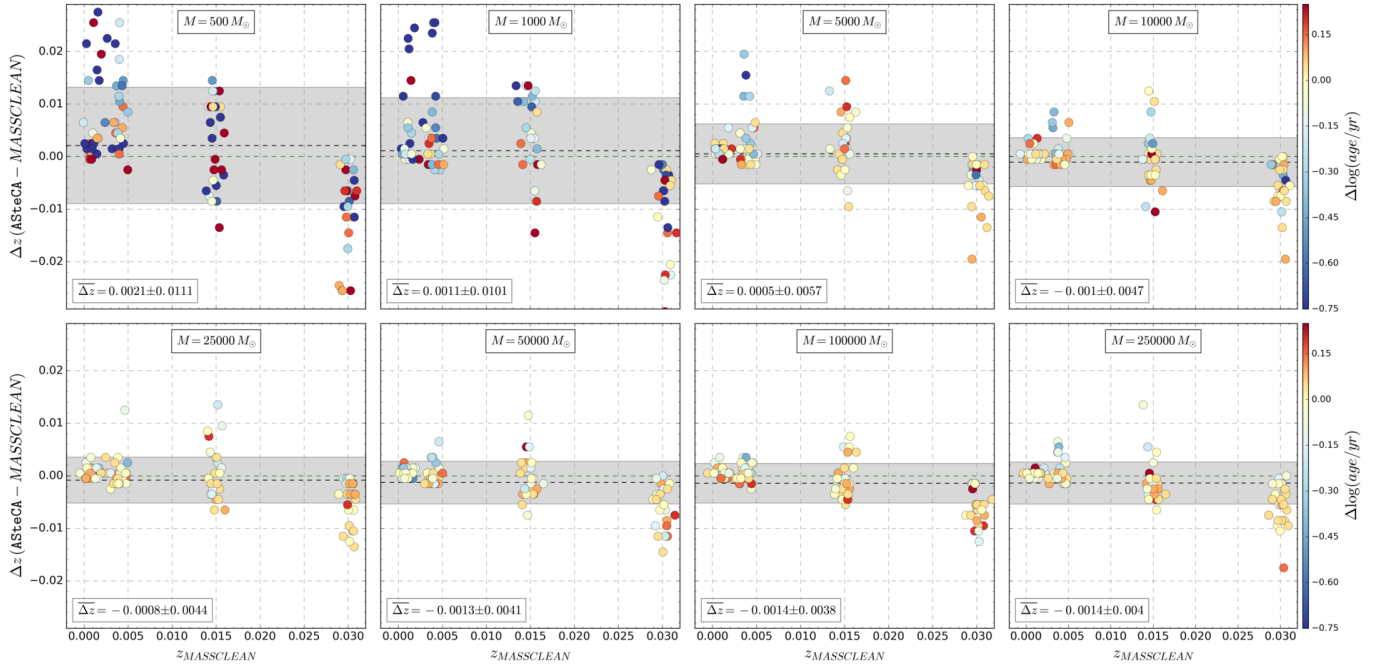 M = 500 M⊙
M = 1000 M⊙
M = 5000 M⊙
M = 10000 M⊙
0.02
0.01
0.00
−0.01
−0.02
Δz (ASteCA − MASSCLEAN)
Δz = 0.0021±0.0111
Δz = 0.0011±0.0101
Δz = 0.0005±0.0057
Δz = −0.001±0.0047
0.15
0.00
−0.15
−0.30
−0.45
−0.60
−0.75
Δlog(age/yr)
M = 25000 M⊙
M = 50000 M⊙
M = 100000 M⊙
M = 250000 M⊙
0.02
0.01
0.00
−0.01
−0.02
Δz (ASteCA − MASSCLEAN)
Δz = −0.0008±0.0044
Δz = −0.0013±0.0041
Δz = −0.0014±0.0038
Δz = −0.0014±0.004
0.15
0.00
−0.15
−0.30
−0.45
−0.60
−0.75
Δlog(age/yr)
0.000 0.005 0.010 0.015 0.020 0.025 0.030
0.000 0.005 0.010 0.015 0.020 0.025 0.030
0.000 0.005 0.010 0.015 0.020 0.025 0.030
0.000 0.005 0.010 0.015 0.020 0.025 0.030
zMASSCLEAN
zMASSCLEAN
zMASSCLEAN
zMASSCLEAN